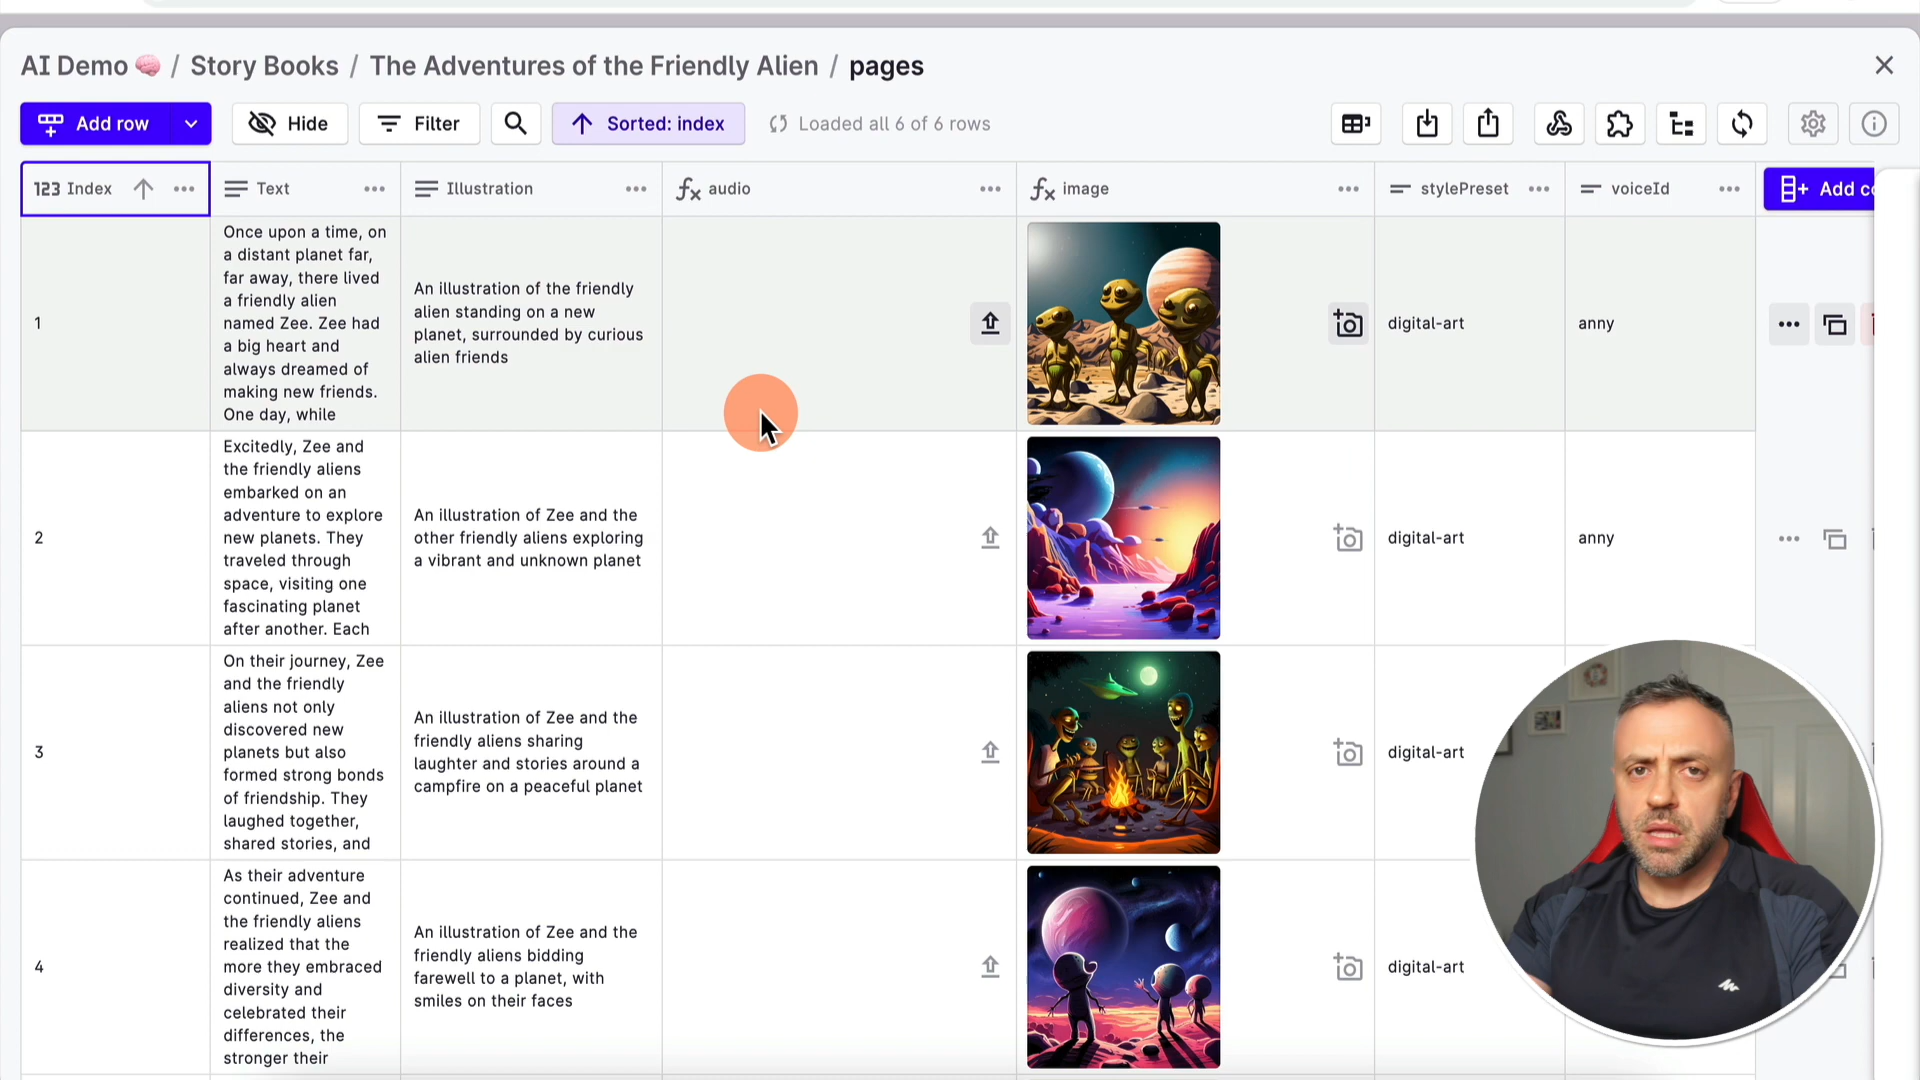 AI Demo 🧠 / Story Books / The Adventures of the Friendly Alien / pages
Add row
Hide
Filter
Sorted: index
Loaded all 6 of 6 rows
123 Index
Text
Illustration
fx audio
fx image
stylePreset
voiceId
Add
1
Once upon a time, on
a distant planet far,
far away, there lived
a friendly alien
named Zee. Zee had
a big heart and
always dreamed of
making new friends.
One day, while
An illustration of the friendly
alien standing on a new
planet, surrounded by curious
alien friends
digital-art
anny
2
Excitedly, Zee and
the friendly aliens
embarked on an
adventure to explore
new planets. They
traveled through
space, visiting one
fascinating planet
after another. Each
An illustration of Zee and the
other friendly aliens exploring
a vibrant and unknown planet
digital-art
anny
3
On their journey, Zee
and the friendly
aliens not only
discovered new
planets but also
formed strong bonds
of friendship. They
laughed together,
shared stories, and
An illustration of Zee and the
friendly aliens sharing
laughter and stories around a
campfire on a peaceful planet
digital-art
4
As their adventure
continued, Zee and
the friendly aliens
realized that the
more they embraced
diversity and
celebrated their
differences, the
stronger their
An illustration of Zee and the
friendly aliens bidding
farewell to a planet, with
smiles on their faces
digital-art